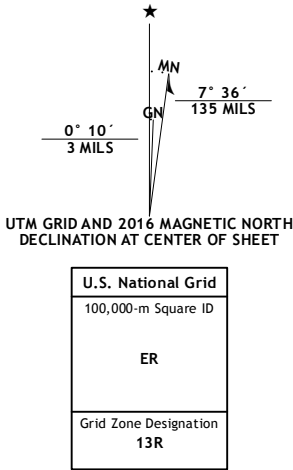 ★
MN
7° 36´
135 MILS
GN
0° 10´
3 MILS
UTM GRID AND 2016 MAGNETIC NORTH
DECLINATION AT CENTER OF SHEET
U.S. National Grid
100,000-m Square ID
ER
Grid Zone Designation
13R